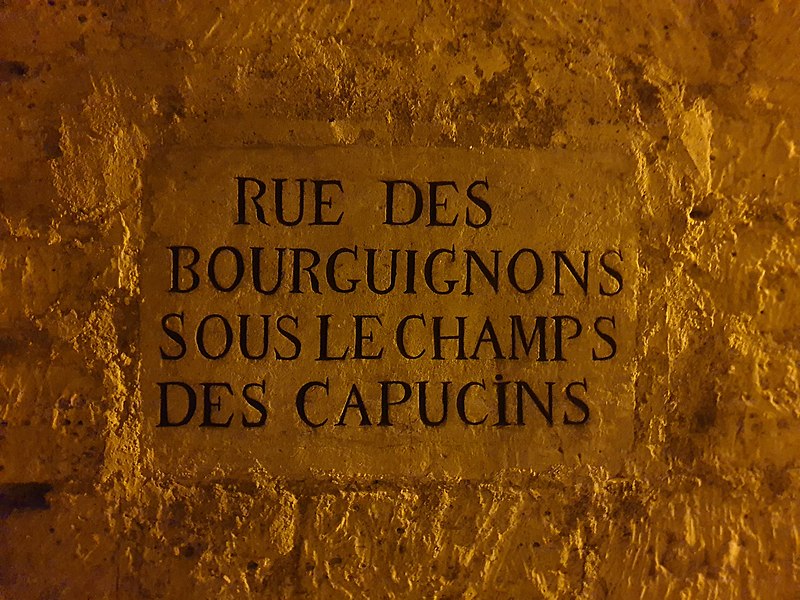 RUE DES
BOURGUIGNONS
SOUS LE CHAMPS
DES CAPUCiNS